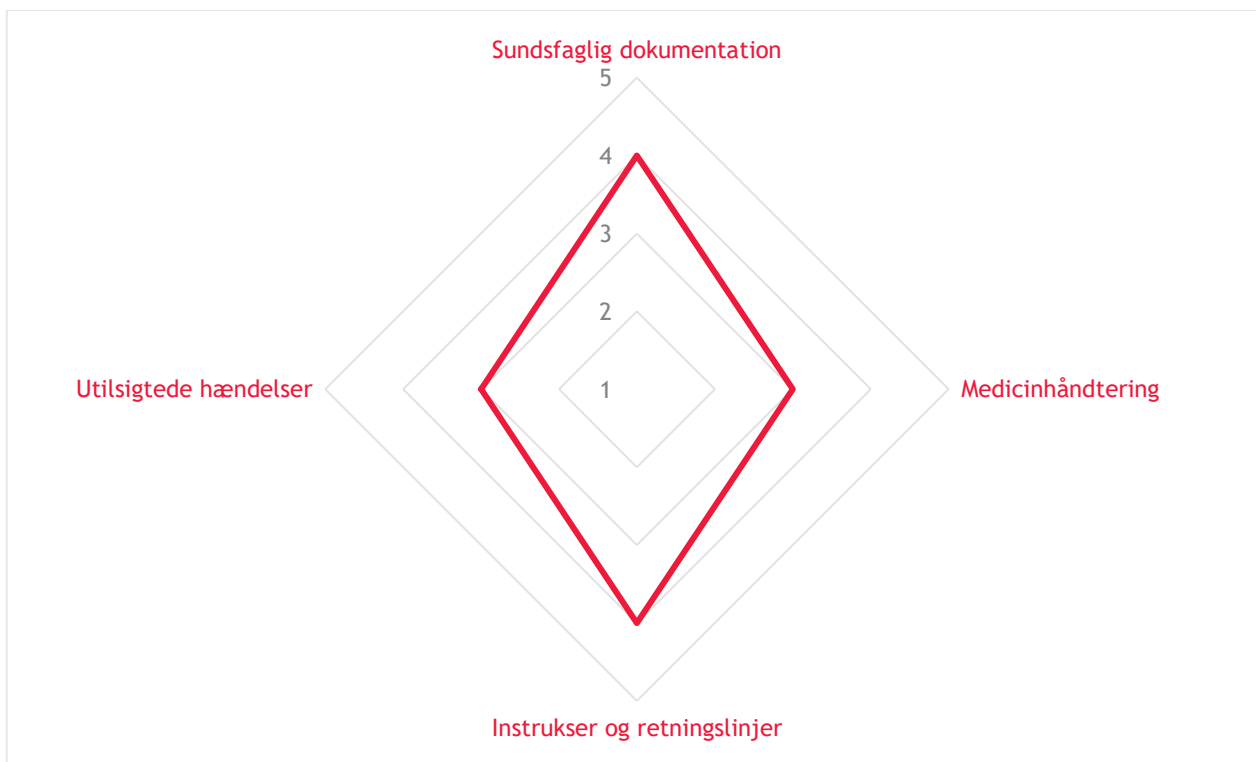 Sundsfaglig dokumentation
5
4
3
2
Utilsigtede hændelser
1
Medicinhåndtering
Instrukser og retningslinjer